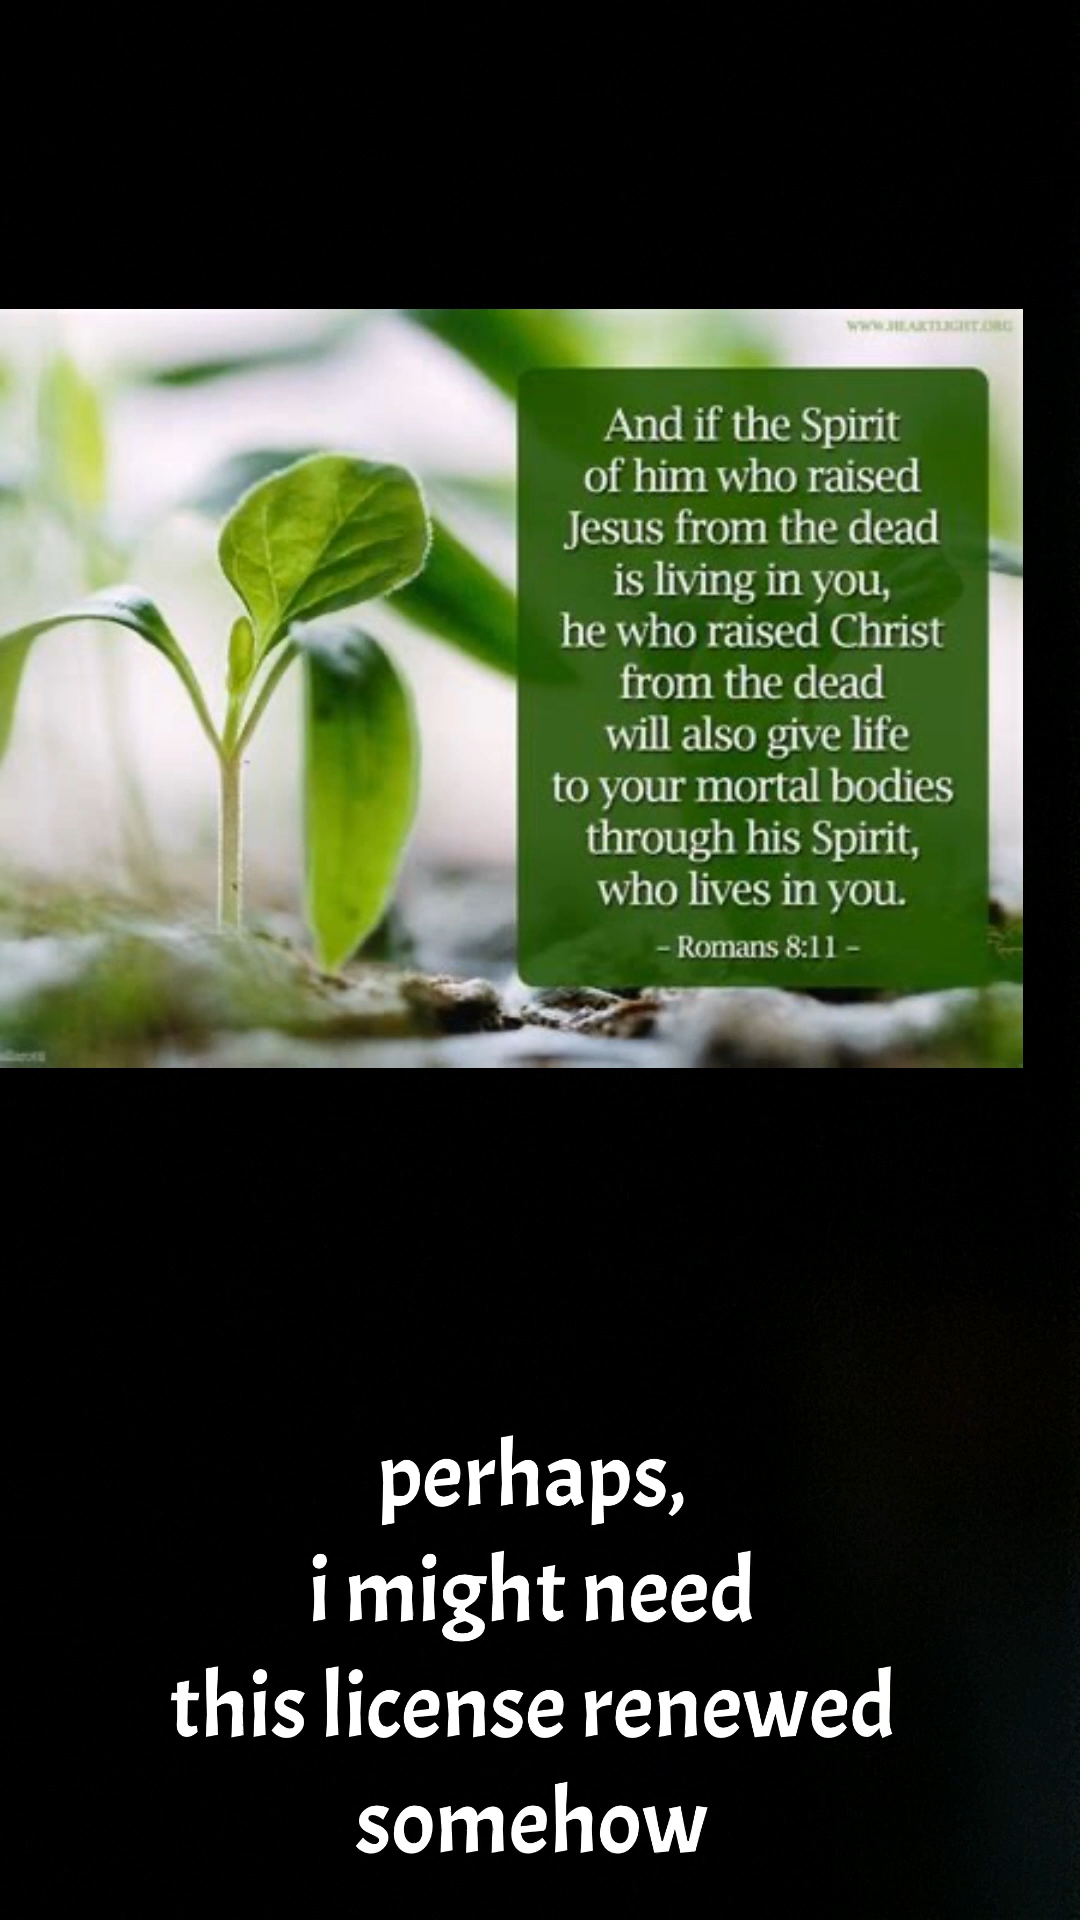 WWW.HEARTLIGHT.ORG
And if the Spirit
of him who raised
Jesus from the dead
is living in you,
he who raised Christ
from the dead
will also give life
to your mortal bodies
through his Spirit,
who lives in you.
– Romans 8:11 –
perhaps,
i might need
this license renewed
somehow